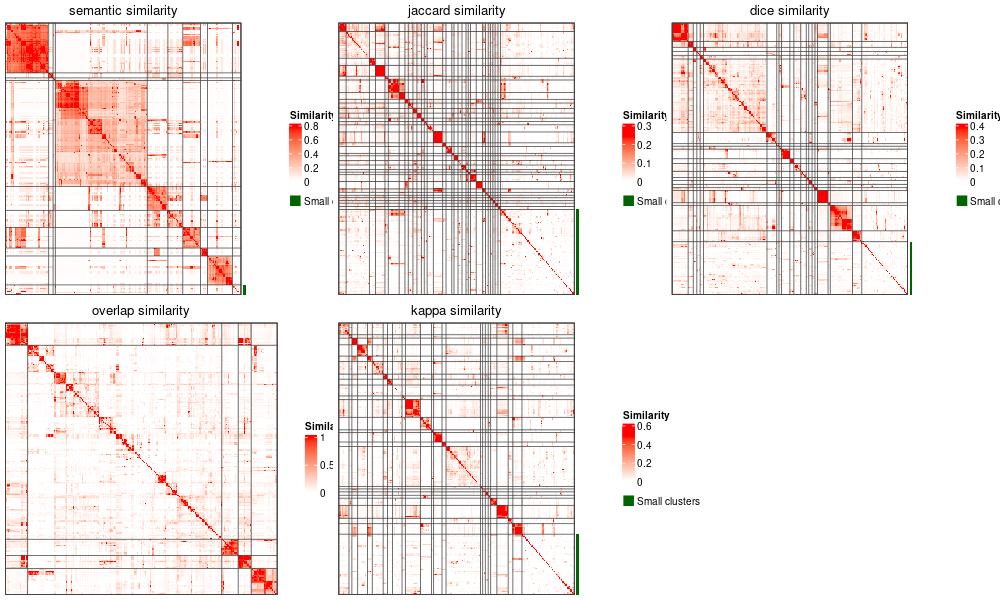 semantic similarity
Similarity
0.8
0.6
0.4
0.2
0
Small
jaccard similarity
Similarity
0.3
0.2
0.1
0
Small
dice similarity
Similarity
0.4
0.3
0.2
0.1
0
Small
overlap similarity
Simila
1
0.5
0
kappa similarity
Similarity
0.6
0.4
0.2
0
Small clusters